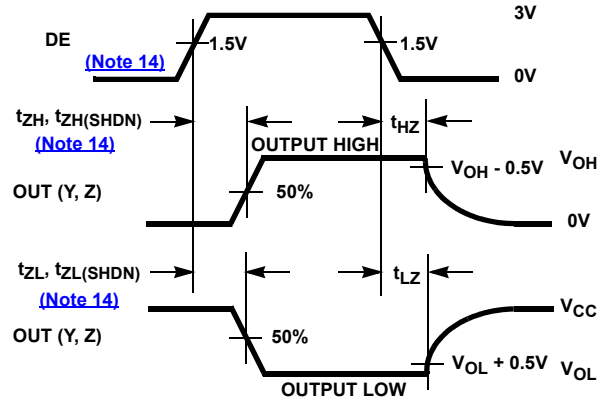 3V
DE
(Note 14)
1.5V
1.5V
0V
tZH, tZH(SHDN)
(Note 14)
tHZ
OUTPUT HIGH
VOH - 0.5V
VOH
OUT (Y, Z)
50%
0V
tZL, tZL(SHDN)
(Note 14)
tLZ
VCC
OUT (Y, Z)
50%
VOL + 0.5V
VOL
OUTPUT LOW